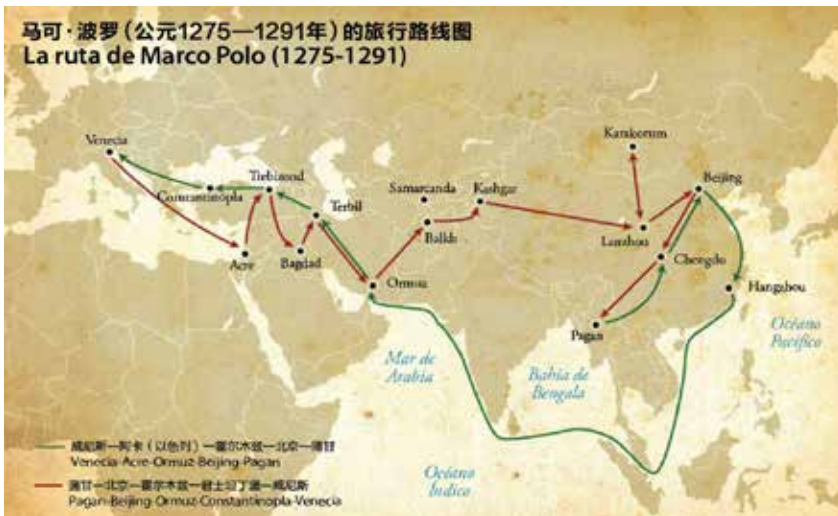 马可·波罗(公元1275—1291年)的旅行路线图
La ruta de Marco Polo (1275-1291)
Venecia
Constantinopla
Trebisond
Terbil
Samarcanda
Kashgar
Karakorum
Beijing
Acre
Bagdad
Ormuz
Balkh
Lanzhou
Chengdo
Hangzhou
Pagan
Mar de
Arabia
Bahía de
Bengala
Océano
Pacífico
Océano
Índico
威尼斯—阿卡(以色列)—霍尔木兹—北京—蒲甘
Venecia-Acre-Ormuz-Beijing-Pagan
蒲甘—北京—霍尔木兹—君士坦丁堡—威尼斯
Pagan-Beijing-Ormuz-Constantinopla-Venecia